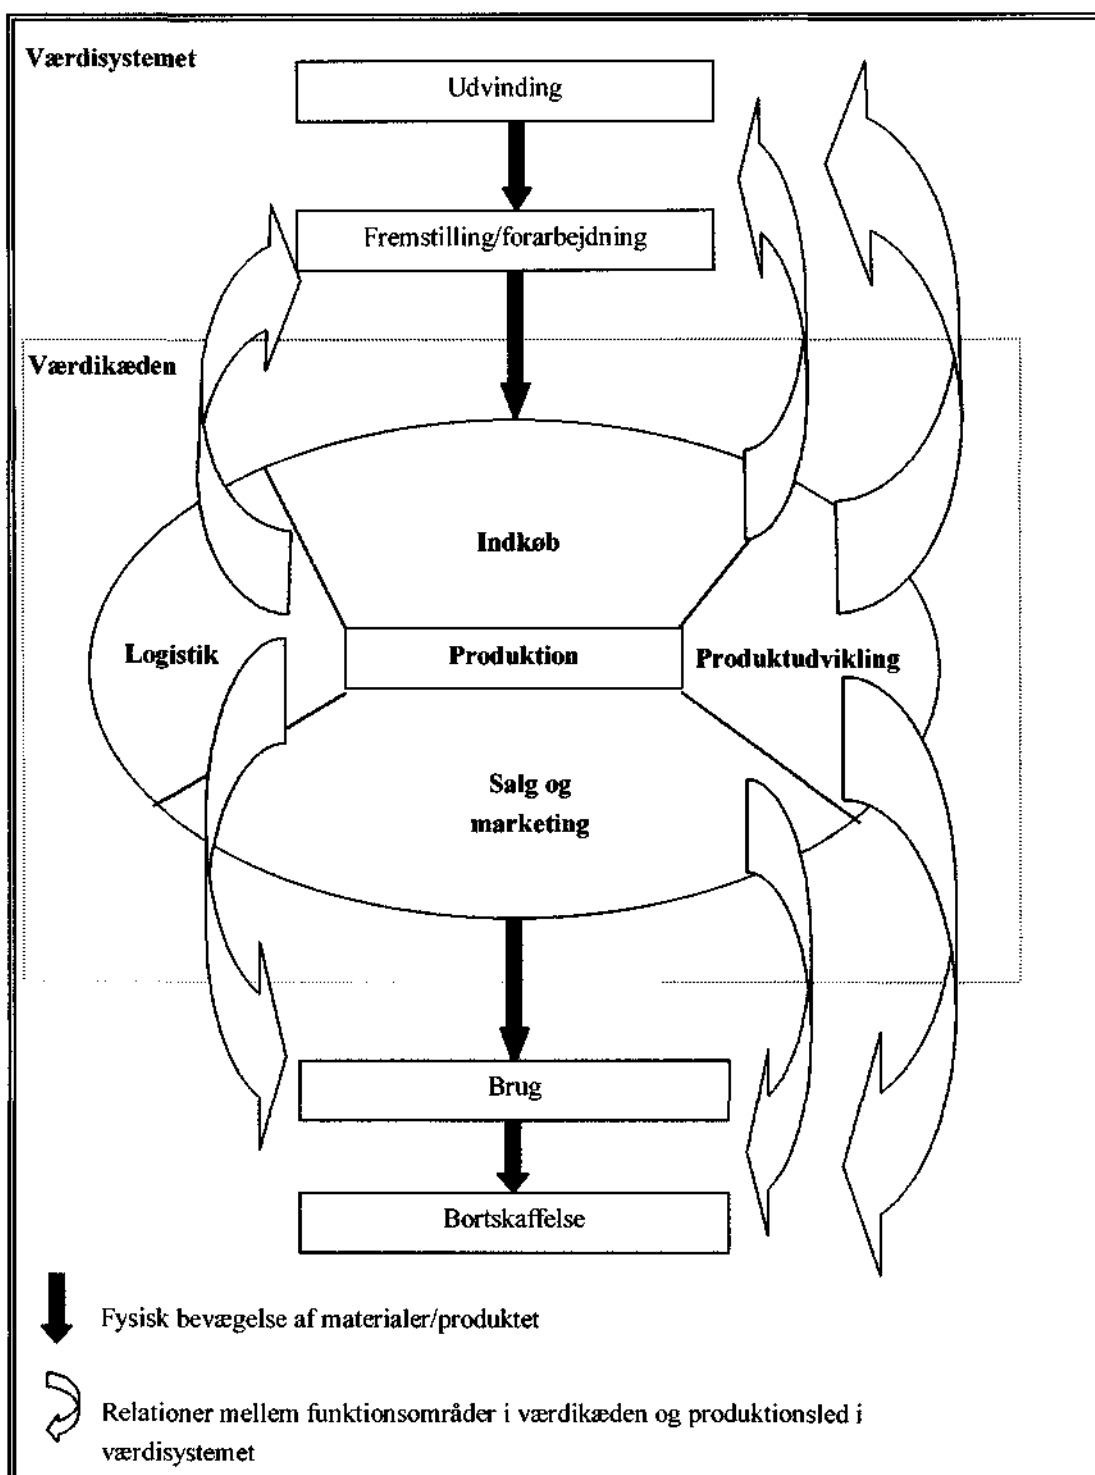 Værdisystemet
Udvinding
Fremstilling/forarbejdning
Værdikæden
Indkøb
Logistik
Produktion
Produktudvikling
Salg og
marketing
Brug
Bortskaffelse
Fysisk bevægelse af materialer/produktet
Relationer mellem funktionsområder i værdikæden og produktionsled i
værdisystemet